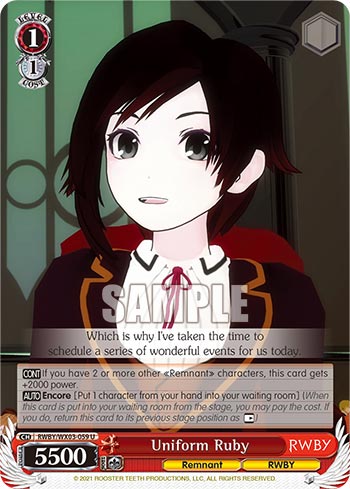 LEVEL
1
1
COST
SAMPLE
Which is why I've taken the time to
schedule a series of wonderful events for us today.
CONT If you have 2 or more other «Remnant» characters, this card gets
+2000 power.
AUTO Encore [Put 1 character from your hand into your waiting room] (When
this card is put into your waiting room from the stage, you may pay the cost. If
you do, return this card to its previous stage position as
CH RWBY/WX03-059 U
POWER 5500
Uniform Ruby
RWBY
Remnant
RWBY
©2021 ROOSTER TEETH PRODUCTIONS, LLC, ALL RIGHTS RESERVED.